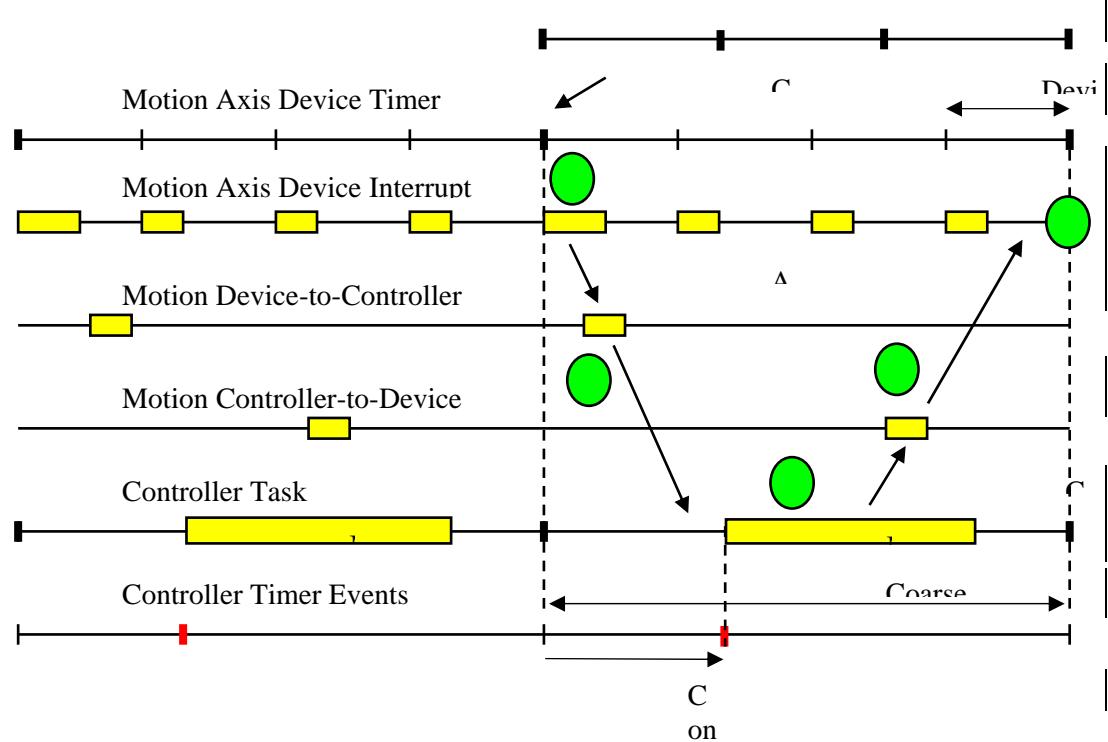 Motion Axis Device Timer
C
Devi
Motion Axis Device Interrupt
Motion Device-to-Controller
Motion Controller-to-Device
Controller Task
C
Controller Timer Events
Coarse
C
on